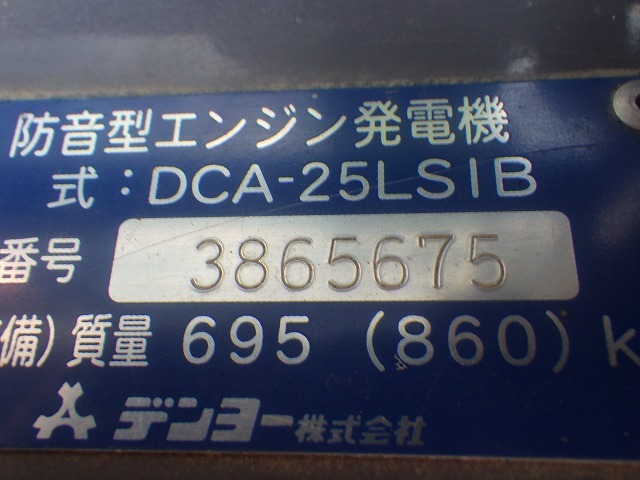 防音型エンジン発電機
式：DCA-25LSIB
番号 3865675
備）質量 695 (860) k
デンヨー株式会社